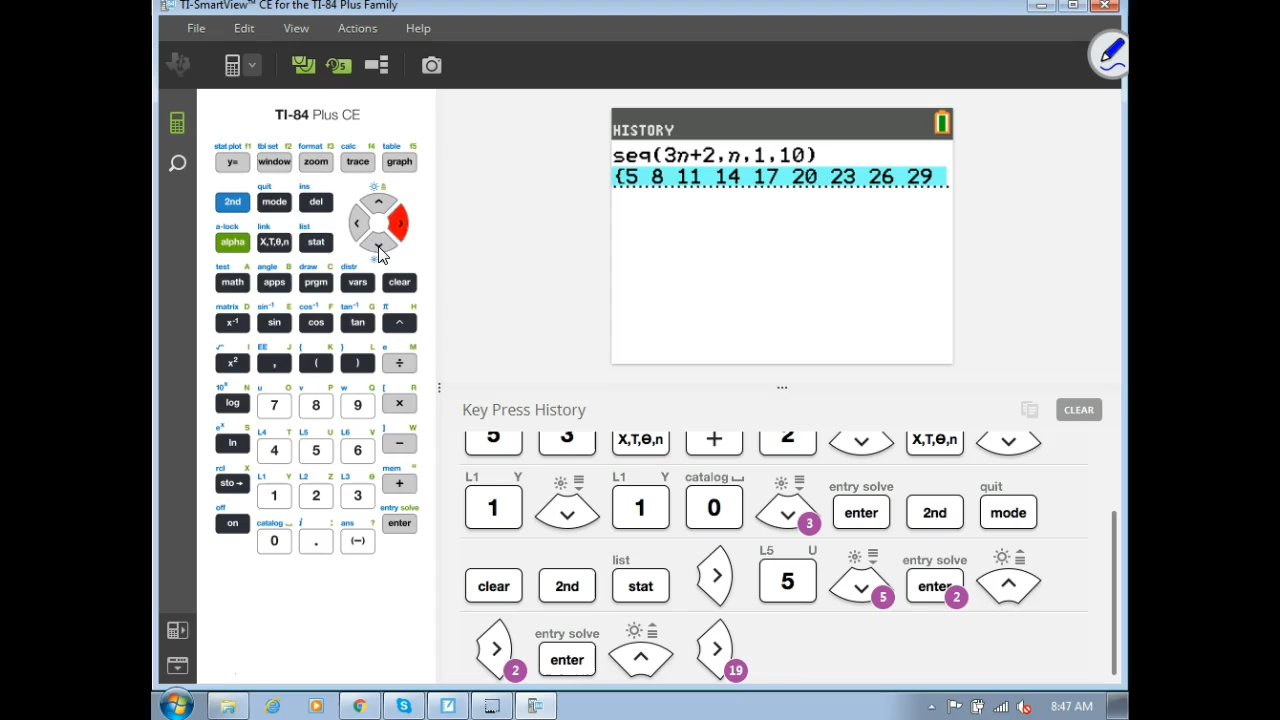 TI-SmartView™ CE for the TI-84 Plus Family
File Edit View Actions Help
5
TI-84 Plus CE
stat plot f1 tbl set f2 format f3 calc f4 table f5
y= window zoom trace graph
quit ins
2nd mode del
a-lock link list
alpha X,T,θ,n stat
test A angle B draw C distr
math apps prgm vars clear
matrix D sin⁻¹ E cos⁻¹ F tan⁻¹ G π H
x⁻¹ sin cos tan ^
√ I EE J { K } L e M
x² , ( ) ÷
10ˣ N u O v P w Q [ R
log 7 8 9 ×
eˣ S L4 T L5 U L6 V ] W
ln 4 5 6 −
rcl X L1 Y L2 Z L3 θ mem "
sto→ 1 2 3 +
off catalog ⎵ i : ans ? entry solve
on 0 . (−) enter
HISTORY
seq(3n+2,n,1,10)
{5 8 11 14 17 20 23 26 29
Key Press History
CLEAR
5 3 X,T,θ,n + 2 X,T,θ,n
L1 Y L1 Y catalog ⎵ entry solve quit
1 1 0 3 enter 2nd mode
list L5 U entry solve
clear 2nd stat > 5 5 enter 2
entry solve
> 2 enter > 19
8:47 AM